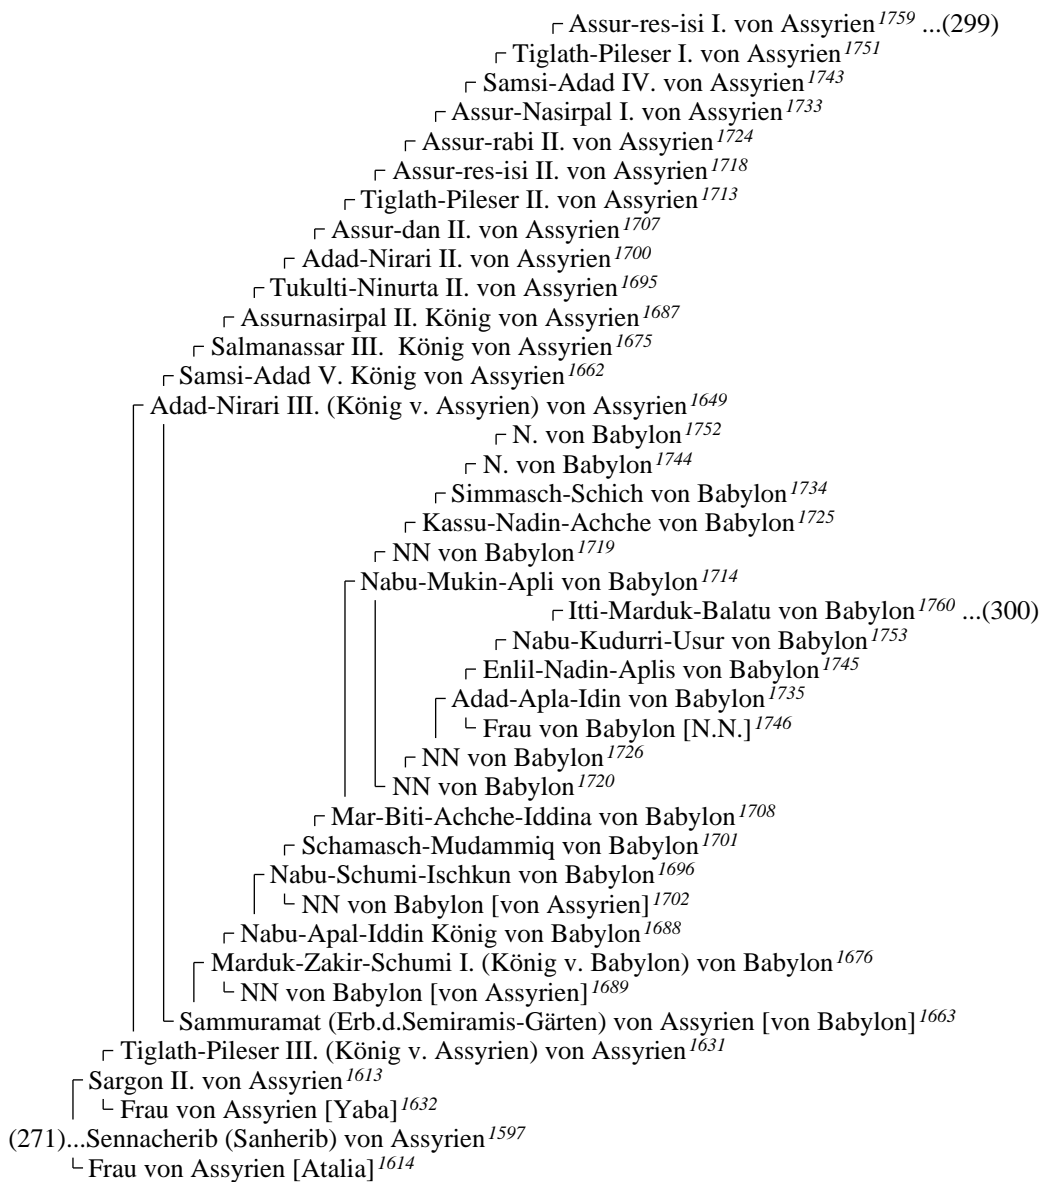 Assur-res-isi I. von Assyrien1759 ...(299)
Tiglath-Pileser I. von Assyrien1751
Samsi-Adad IV. von Assyrien1743
Assur-Nasirpal I. von Assyrien1733
Assur-rabi II. von Assyrien1724
Assur-res-isi II. von Assyrien1718
Tiglath-Pileser II. von Assyrien1713
Assur-dan II. von Assyrien1707
Adad-Nirari II. von Assyrien1700
Tukulti-Ninurta II. von Assyrien1695
Assurnasirpal II. König von Assyrien1687
Salmanassar III. König von Assyrien1675
Samsi-Adad V. König von Assyrien1662
Adad-Nirari III. (König v. Assyrien) von Assyrien1649
N. von Babylon1752
N. von Babylon1744
Simmasch-Schich von Babylon1734
Kassu-Nadin-Achche von Babylon1725
NN von Babylon1719
Nabu-Mukin-Apli von Babylon1714
Itti-Marduk-Balatu von Babylon1760 ...(300)
Nabu-Kudurri-Usur von Babylon1753
Enlil-Nadin-Aplis von Babylon1745
Adad-Apla-Idin von Babylon1735
Frau von Babylon [N.N.]1746
NN von Babylon1726
NN von Babylon1720
Mar-Biti-Achche-Iddina von Babylon1708
Schamasch-Mudammiq von Babylon1701
Nabu-Schumi-Ischkun von Babylon1696
NN von Babylon [von Assyrien]1702
Nabu-Apal-Iddin König von Babylon1688
Marduk-Zakir-Schumi I. (König v. Babylon) von Babylon1676
NN von Babylon [von Assyrien]1689
Sammuramat (Erb.d.Semiramis-Gärten) von Assyrien [von Babylon]1663
Tiglath-Pileser III. (König v. Assyrien) von Assyrien1631
Sargon II. von Assyrien1613
Frau von Assyrien [Yaba]1632
(271)...Sennacherib (Sanherib) von Assyrien1597
Frau von Assyrien [Atalia]1614